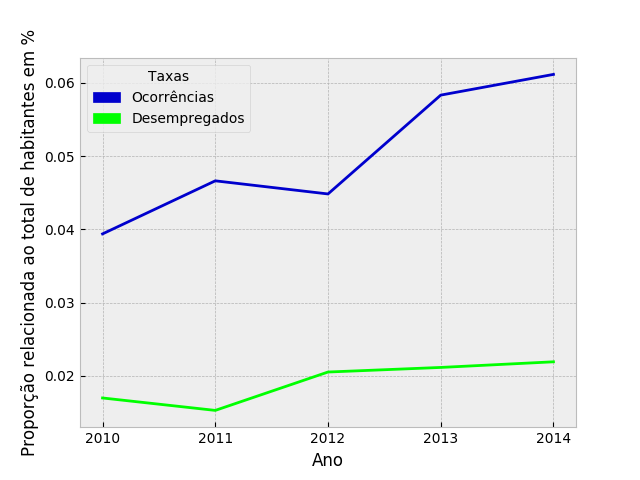 Proporção relacionada ao total de habitantes em %
0.06
0.05
0.04
0.03
0.02
Taxas
Ocorrências
Desempregados
2010 2011 2012 2013 2014
Ano